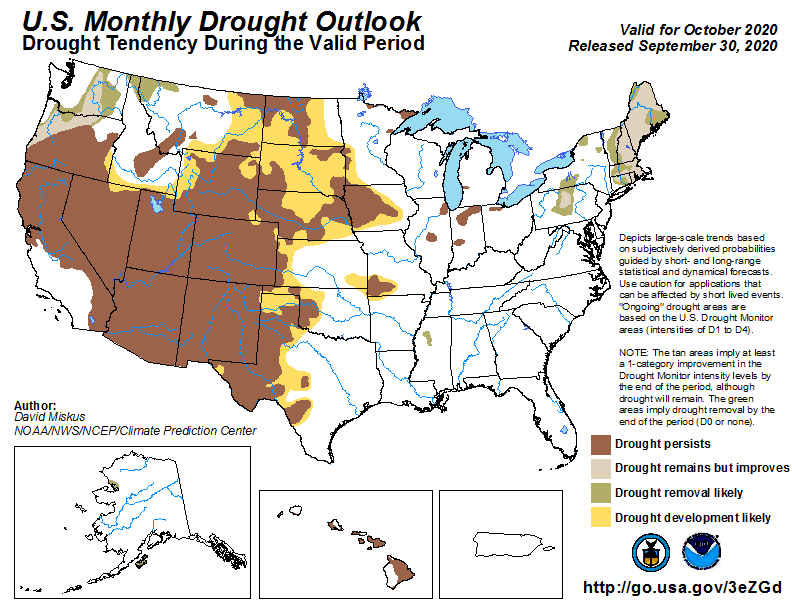 U.S. Monthly Drought Outlook
Drought Tendency During the Valid Period
Valid for October 2020
Released September 30, 2020
Depicts large-scale trends based
on subjectively derived probabilities
guided by short- and long-range
statistical and dynamical forecasts.
Use caution for applications that
can be affected by short lived events.
"Ongoing" drought areas are
based on the U.S. Drought Monitor
areas (intensities of D1 to D4).
NOTE: The tan areas imply at least
a 1-category improvement in the
Drought Monitor intensity levels by
the end of the period, although
drought will remain. The green
areas imply drought removal by the
end of the period (D0 or none).
Author:
David Miskus
NOAA/NWS/NCEP/Climate Prediction Center
Drought persists
Drought remains but improves
Drought removal likely
Drought development likely
http://go.usa.gov/3eZGd